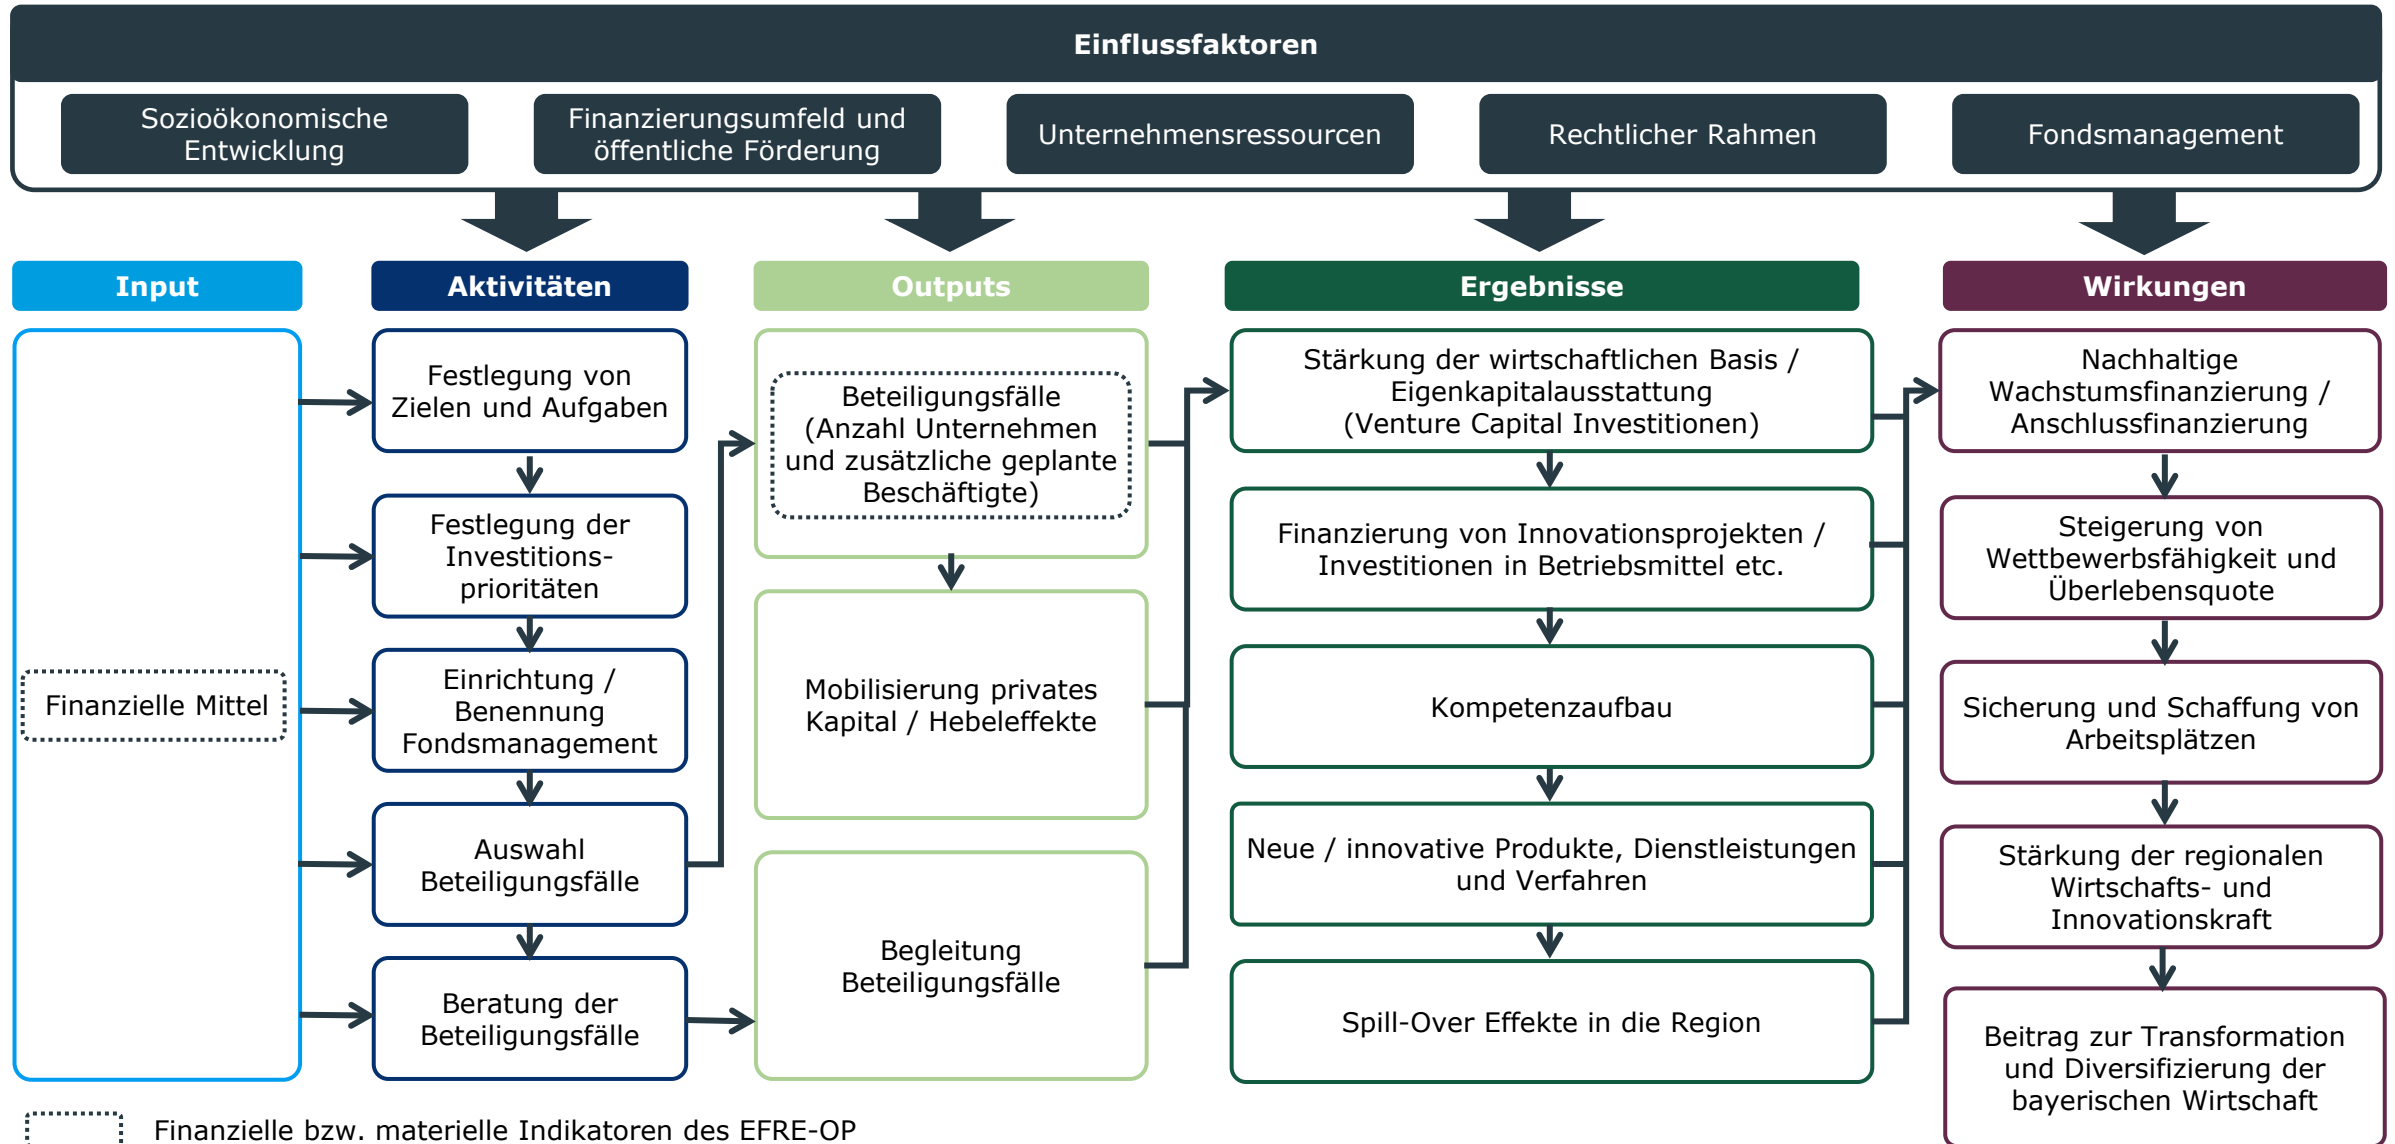 Einflussfaktoren
Sozioökonomische
Entwicklung
Finanzierungsumfeld und
öffentliche Förderung
Unternehmensressourcen
Rechtlicher Rahmen
Fondsmanagement
Input
Aktivitäten
Outputs
Ergebnisse
Wirkungen
Finanzielle Mittel
Festlegung von
Zielen und Aufgaben
Festlegung der
Investitions-
prioritäten
Einrichtung /
Benennung
Fondsmanagement
Auswahl
Beteiligungsfälle
Beratung der
Beteiligungsfälle
Beteiligungsfälle
(Anzahl Unternehmen
und zusätzliche geplante
Beschäftigte)
Mobilisierung privates
Kapital / Hebeleffekte
Begleitung
Beteiligungsfälle
Stärkung der wirtschaftlichen Basis /
Eigenkapitalausstattung
(Venture Capital Investitionen)
Finanzierung von Innovationsprojekten /
Investitionen in Betriebsmittel etc.
Kompetenzaufbau
Neue / innovative Produkte, Dienstleistungen
und Verfahren
Spill-Over Effekte in die Region
Nachhaltige
Wachstumsfinanzierung /
Anschlussfinanzierung
Steigerung von
Wettbewerbsfähigkeit und
Überlebensquote
Sicherung und Schaffung von
Arbeitsplätzen
Stärkung der regionalen
Wirtschafts- und
Innovationskraft
Beitrag zur Transformation
und Diversifizierung der
bayerischen Wirtschaft
Finanzielle bzw. materielle Indikatoren des EFRE-OP